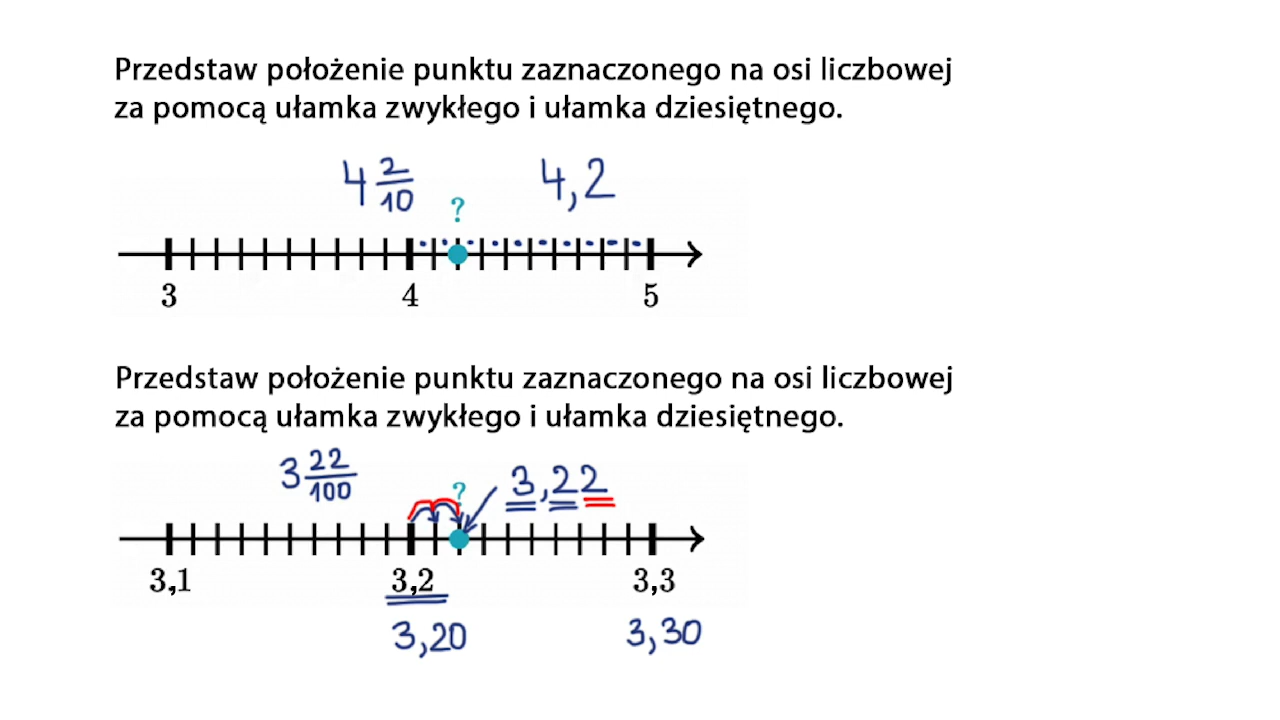 Przedstaw położenie punktu zaznaczonego na osi liczbowej
za pomocą ułamka zwykłego i ułamka dziesiętnego.
4 2/10 4,2
?
3 4 5
Przedstaw położenie punktu zaznaczonego na osi liczbowej
za pomocą ułamka zwykłego i ułamka dziesiętnego.
3 22/100 ? 3,22
3,1 3,2 3,3
3,20 3,30